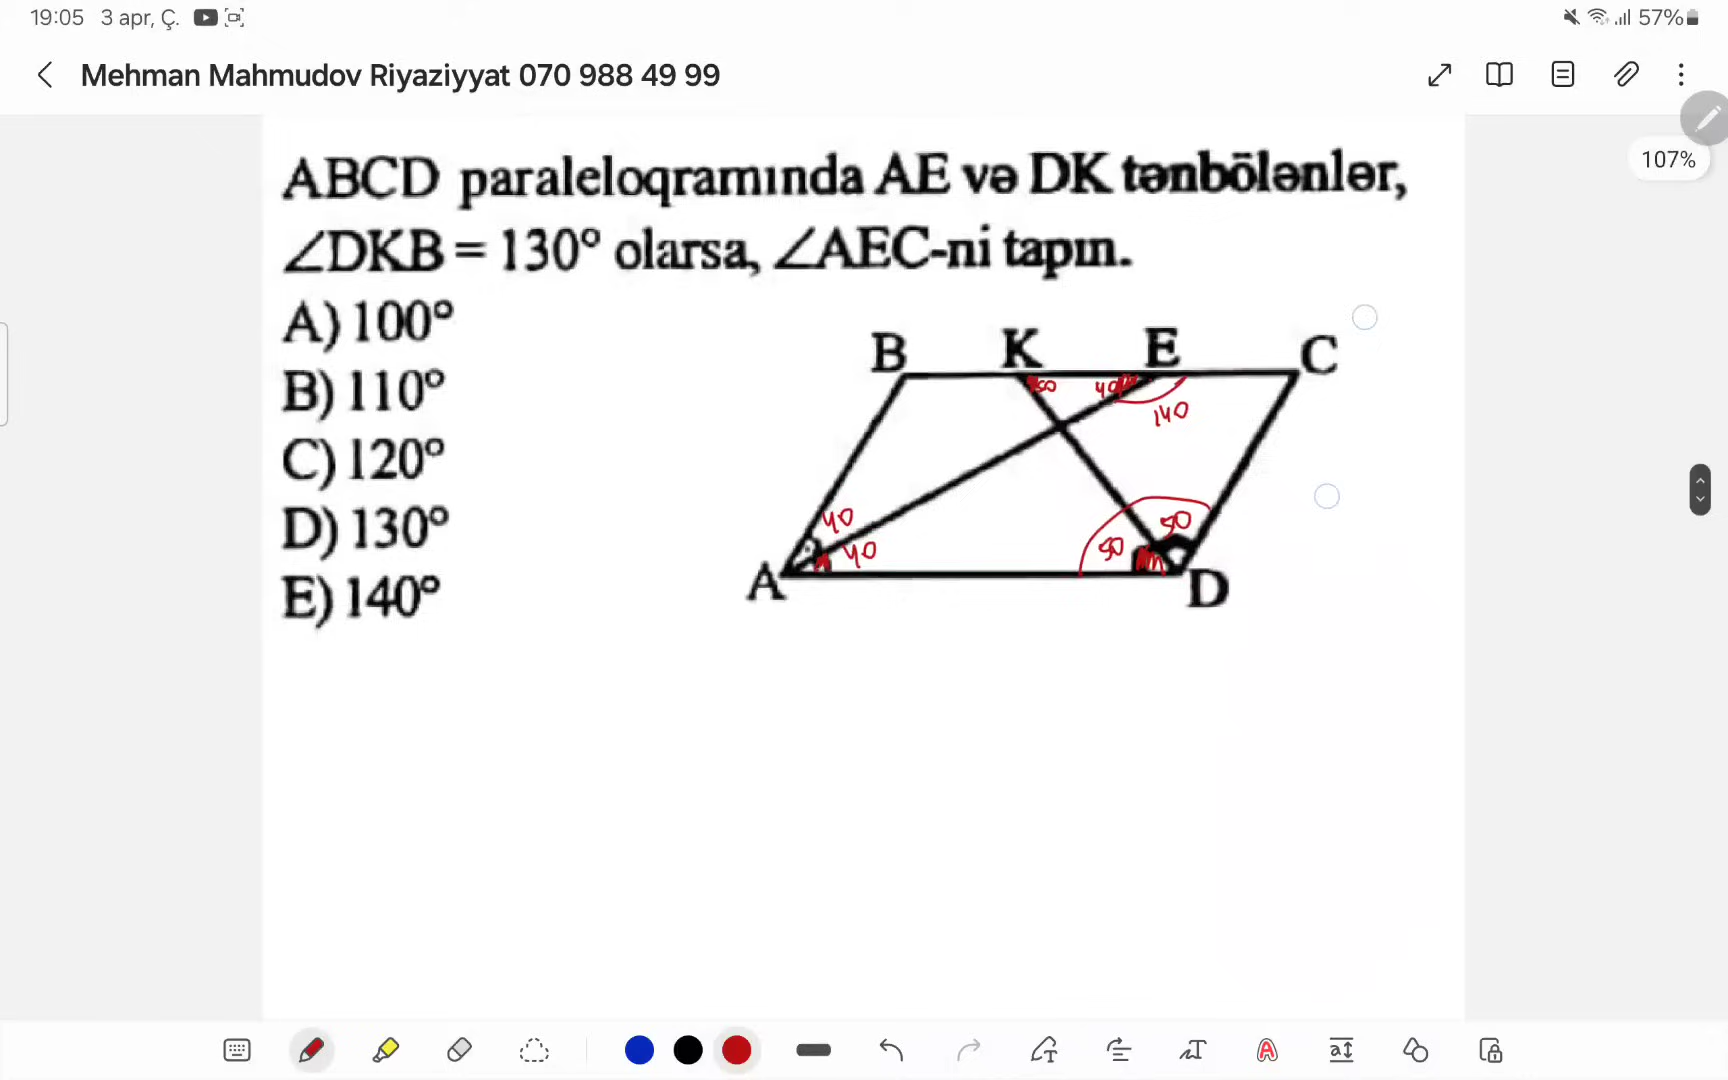 19:05 3 apr, Ç. 57%
Mehman Mahmudov Riyaziyyat 070 988 49 99
107%
ABCD paraleloqramında AE və DK tənbölənlər,
∠DKB = 130° olarsa, ∠AEC-ni tapın.
A) 100°
B) 110°
C) 120°
D) 130°
E) 140°
B K E C
50 40 140
40 40 50 50
A D